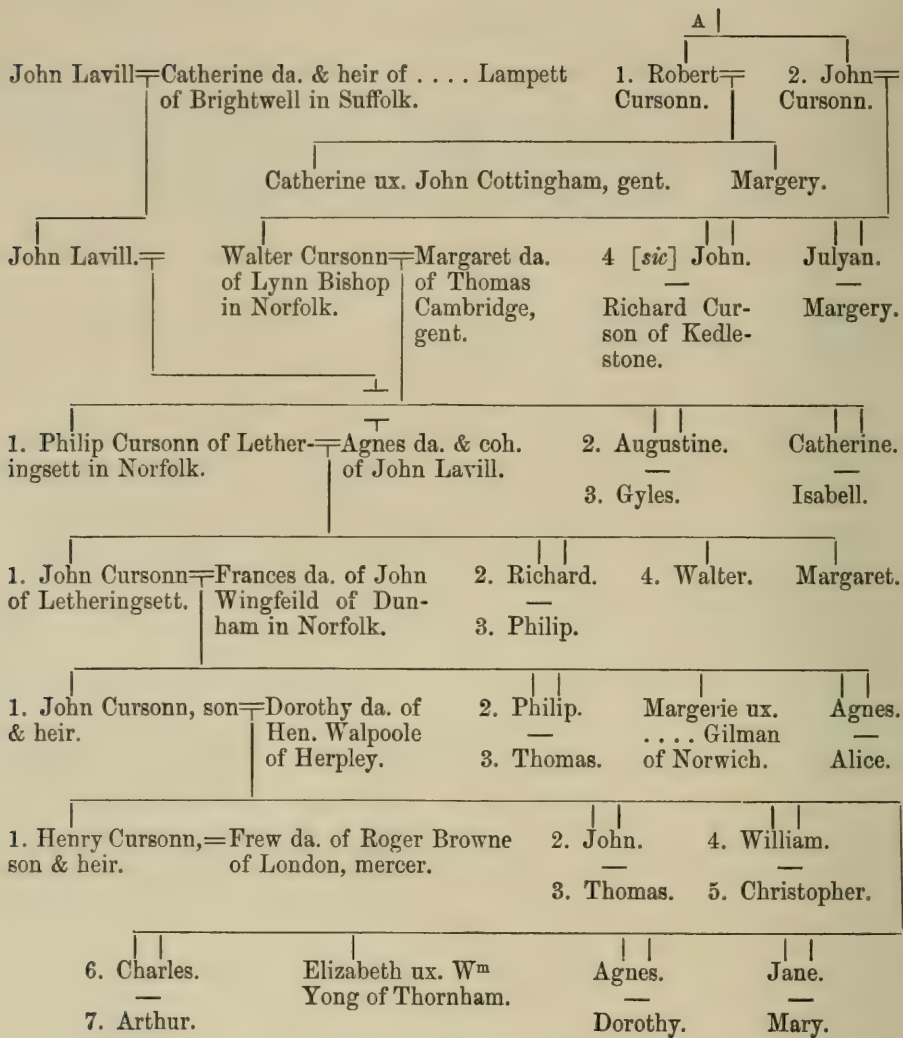 A
John Lavill=Catherine da. & heir of .... Lampett
of Brightwell in Suffolk.
1. Robert=
Cursonn.
2. John=
Cursonn.
Catherine ux. John Cottingham, gent.
Margery.
John Lavill.=
Walter Cursonn=Margaret da.
of Lynn Bishop
in Norfolk.
of Thomas
Cambridge,
gent.
4 [sic] John.
—
Richard Cur-
son of Kedle-
stone.
Julyan.
—
Margery.
1. Philip Cursonn of Lether-=Agnes da. & coh.
ingsett in Norfolk.
of John Lavill.
2. Augustine.
—
3. Gyles.
Catherine.
—
Isabell.
1. John Cursonn=Frances da. of John
of Letheringsett.
Wingfeild of Dun-
ham in Norfolk.
2. Richard.
—
3. Philip.
4. Walter.
Margaret.
1. John Cursonn, son=Dorothy da. of
& heir.
Hen. Walpoole
of Herpley.
2. Philip.
—
3. Thomas.
Margerie ux.
.... Gilman
of Norwich.
Agnes.
—
Alice.
1. Henry Cursonn,=Frew da. of Roger Browne
son & heir.
of London, mercer.
2. John.
—
3. Thomas.
4. William.
—
5. Christopher.
6. Charles.
—
7. Arthur.
Elizabeth ux. Wm
Yong of Thornham.
Agnes.
—
Dorothy.
Jane.
—
Mary.